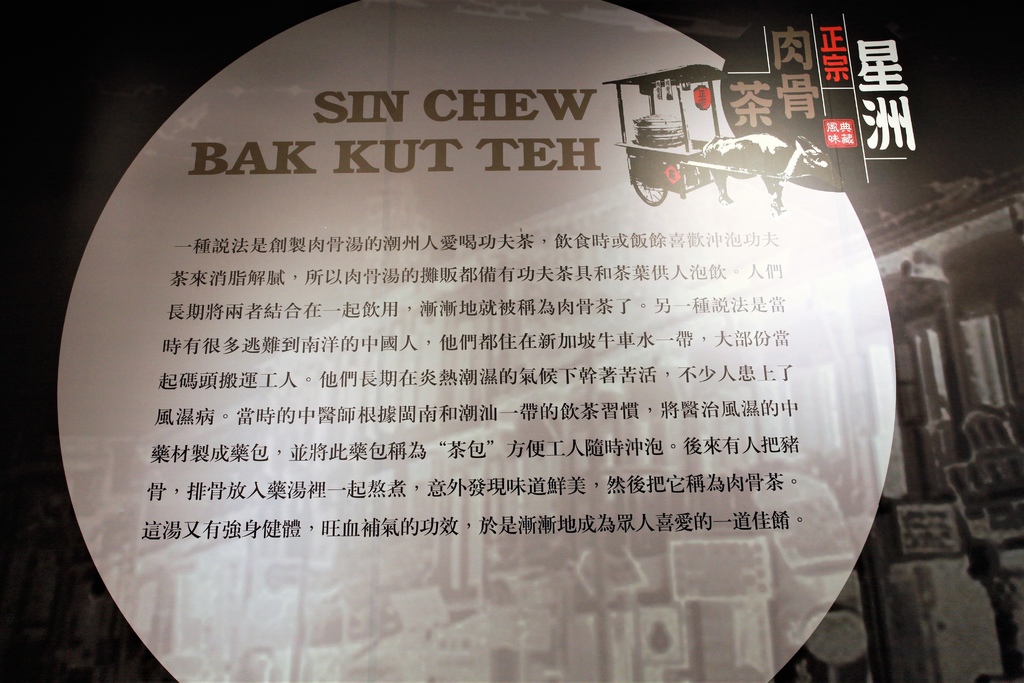 星洲
正宗
肉骨茶
典藏風味
SIN CHEW
BAK KUT TEH
一種説法是創製肉骨湯的潮州人愛喝功夫茶，飲食時或飯餘喜歡沖泡功夫
茶來消脂解膩，所以肉骨湯的攤販都備有功夫茶具和茶葉供人泡飲。人們
長期將兩者結合在一起飲用，漸漸地就被稱為肉骨茶了。另一種説法是當
時有很多逃難到南洋的中國人，他們都住在新加坡牛車水一帶，大部份當
起碼頭搬運工人。他們長期在炎熱潮濕的氣候下幹著苦活，不少人患上了
風濕病。當時的中醫師根據閩南和潮汕一帶的飲茶習慣，將醫治風濕的中
藥材製成藥包，並將此藥包稱為“茶包”方便工人隨時沖泡。後來有人把豬
骨，排骨放入藥湯裡一起熬煮，意外發現味道鮮美，然後把它稱為肉骨茶。
這湯又有強身健體，旺血補氣的功效，於是漸漸地成為眾人喜愛的一道佳餚。